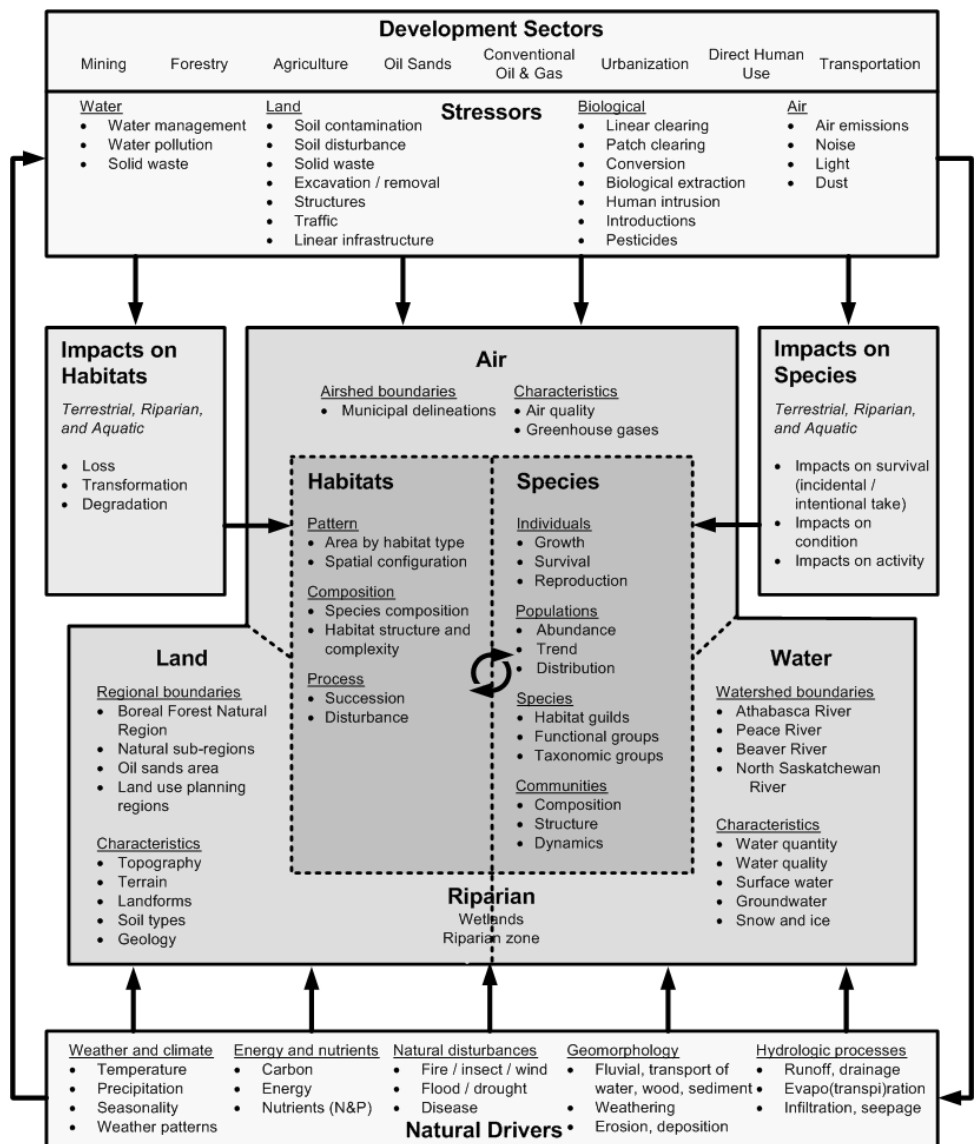 Development Sectors
Mining
Forestry
Agriculture
Oil Sands
Conventional
Oil & Gas
Urbanization
Direct Human
Use
Transportation
Stressors
Water
• Water management
• Water pollution
• Solid waste
Land
• Soil contamination
• Soil disturbance
• Solid waste
• Excavation / removal
• Structures
• Traffic
• Linear infrastructure
Biological
• Linear clearing
• Patch clearing
• Conversion
• Biological extraction
• Human intrusion
• Introductions
• Pesticides
Air
• Air emissions
• Noise
• Light
• Dust
Impacts on
Habitats
Terrestrial, Riparian,
and Aquatic
• Loss
• Transformation
• Degradation
Air
Airshed boundaries
• Municipal delineations
Characteristics
• Air quality
• Greenhouse gases
Impacts on
Species
Terrestrial, Riparian,
and Aquatic
• Impacts on survival
(incidental /
intentional take)
• Impacts on
condition
• Impacts on activity
Habitats
Pattern
• Area by habitat type
• Spatial configuration
Composition
• Species composition
• Habitat structure and
complexity
Process
• Succession
• Disturbance
Species
Individuals
• Growth
• Survival
• Reproduction
Populations
• Abundance
• Trend
• Distribution
Species
• Habitat guilds
• Functional groups
• Taxonomic groups
Communities
• Composition
• Structure
• Dynamics
Land
Regional boundaries
• Boreal Forest Natural
Region
• Natural sub-regions
• Oil sands area
• Land use planning
regions
Characteristics
• Topography
• Terrain
• Landforms
• Soil types
• Geology
Water
Watershed boundaries
• Athabasca River
• Peace River
• Beaver River
• North Saskatchewan
River
Characteristics
• Water quantity
• Water quality
• Surface water
• Groundwater
• Snow and ice
Riparian
Wetlands
Riparian zone
Weather and climate
• Temperature
• Precipitation
• Seasonality
• Weather patterns
Energy and nutrients
• Carbon
• Energy
• Nutrients (N&P)
Natural disturbances
• Fire / insect / wind
• Flood / drought
• Disease
Geomorphology
• Fluvial, transport of
water, wood, sediment
• Weathering
• Erosion, deposition
Hydrologic processes
• Runoff, drainage
• Evapo(transpi)ration
• Infiltration, seepage
Natural Drivers